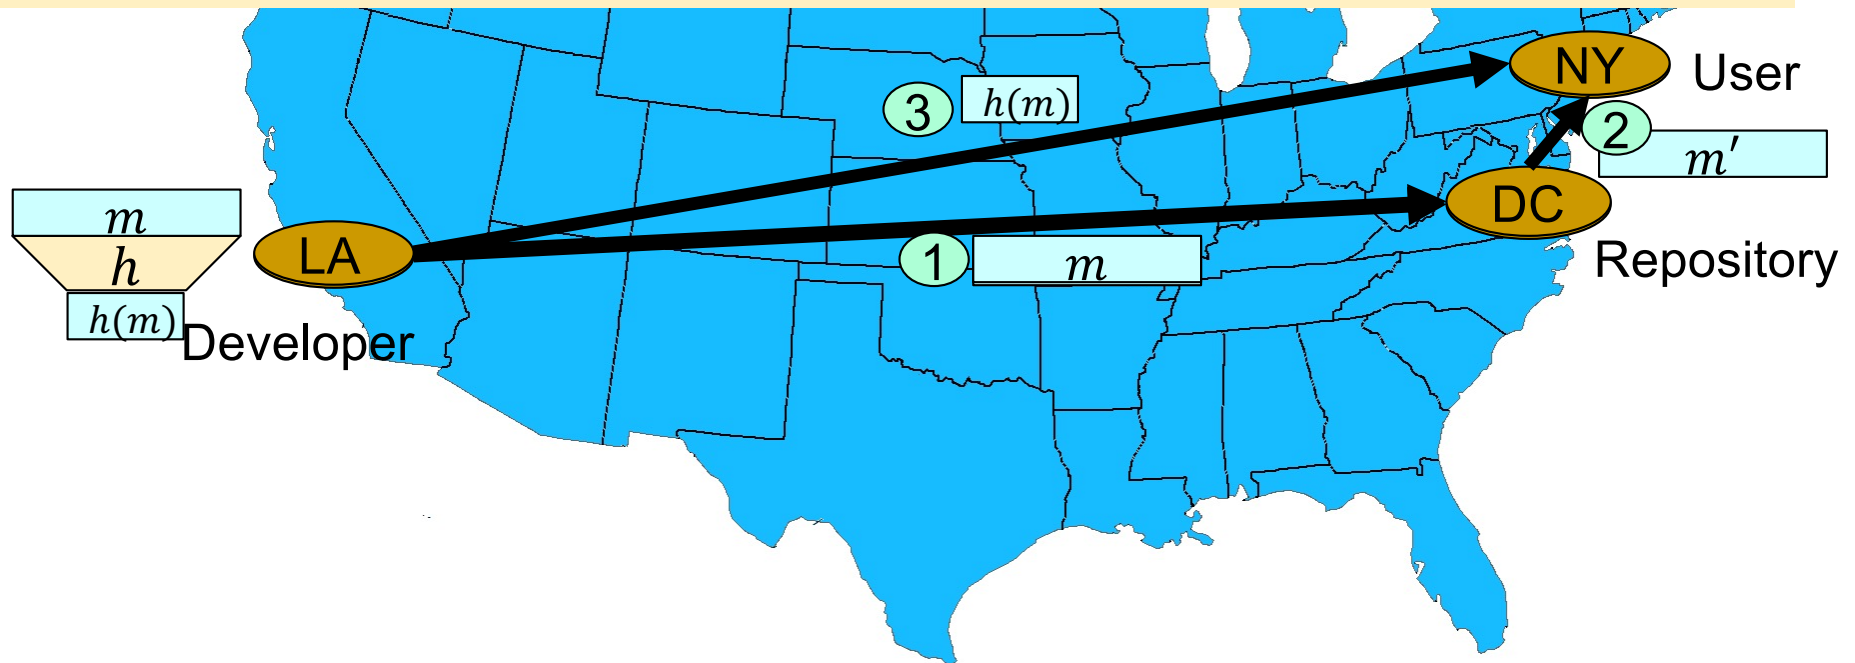 NY
User
3
h(m)
2
m′
m
h
h(m)
LA
Developer
DC
Repository
1
m